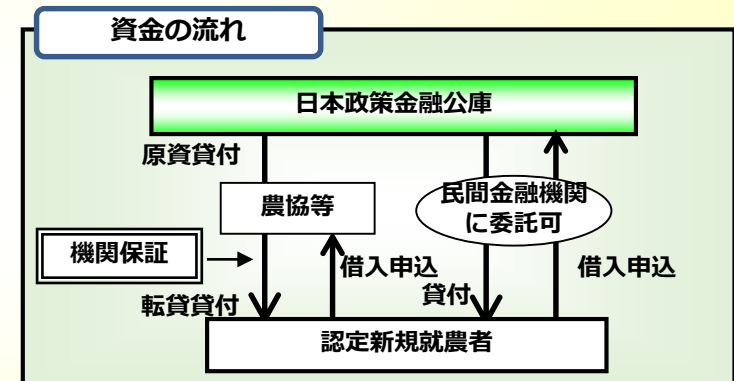 資金の流れ
日本政策金融公庫
原資貸付
農協等
民間金融機関
に委託可
機関保証
借入申込
借入申込
転貸貸付
貸付
認定新規就農者